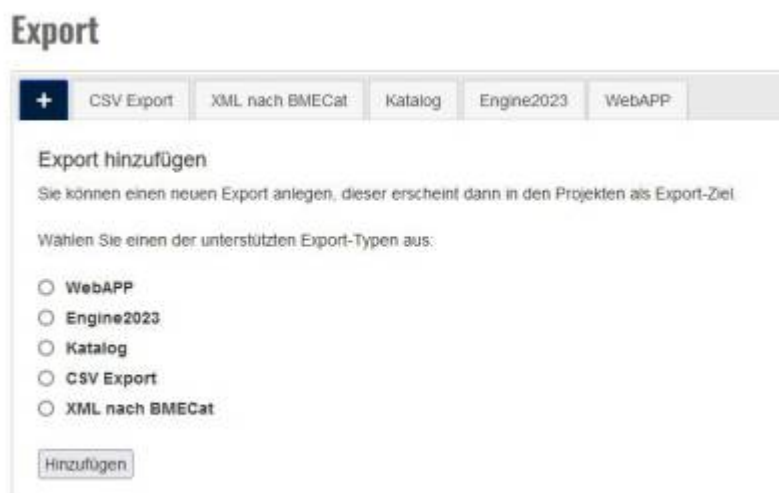 Export
+ CSV Export XML nach BMECat Katalog Engine2023 WebAPP
Export hinzufügen
Sie können einen neuen Export anlegen, dieser erscheint dann in den Projekten als Export-Ziel.
Wählen Sie einen der unterstützten Export-Typen aus:
WebAPP
Engine2023
Katalog
CSV Export
XML nach BMECat
Hinzufügen